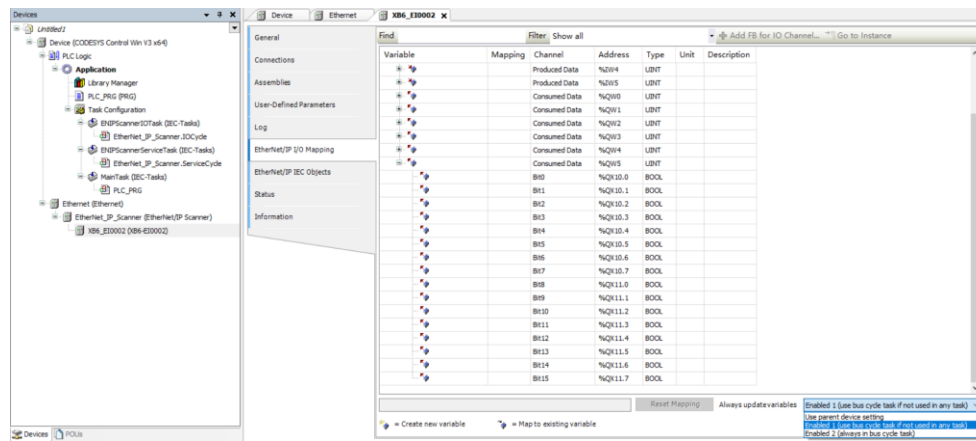 Devices
Untitled1
Device (CODESYS Control Win V3 x64)
PLC Logic
Application
Library Manager
PLC_PRG (PRG)
Task Configuration
ENIPScannerIOTask (IEC-Tasks)
EtherNet_IP_Scanner.IOCycle
ENIPScannerServiceTask (IEC-Tasks)
EtherNet_IP_Scanner.ServiceCycle
MainTask (IEC-Tasks)
PLC_PRG
Ethernet (Ethernet)
EtherNet_IP_Scanner (EtherNet/IP Scanner)
XB6_EI0002 (XB6-EI0002)
Devices POUs
Device Ethernet XB6_EI0002 X
General
Connections
Assemblies
User-Defined Parameters
Log
EtherNet/IP I/O Mapping
EtherNet/IP IEC Objects
Status
Information
Find Filter Show all Add FB for IO Channel... Go to Instance
Variable Mapping Channel Address Type Unit Description
Produced Data %IW4 UINT
Produced Data %IW5 UINT
Consumed Data %QW0 UINT
Consumed Data %QW1 UINT
Consumed Data %QW2 UINT
Consumed Data %QW3 UINT
Consumed Data %QW4 UINT
Consumed Data %QW5 UINT
Bit0 %QX10.0 BOOL
Bit1 %QX10.1 BOOL
Bit2 %QX10.2 BOOL
Bit3 %QX10.3 BOOL
Bit4 %QX10.4 BOOL
Bit5 %QX10.5 BOOL
Bit6 %QX10.6 BOOL
Bit7 %QX10.7 BOOL
Bit8 %QX11.0 BOOL
Bit9 %QX11.1 BOOL
Bit10 %QX11.2 BOOL
Bit11 %QX11.3 BOOL
Bit12 %QX11.4 BOOL
Bit13 %QX11.5 BOOL
Bit14 %QX11.6 BOOL
Bit15 %QX11.7 BOOL
Reset Mapping Always update variables Enabled 1 (use bus cycle task if not used in any task)
Use parent device setting
Enabled 1 (use bus cycle task if not used in any task)
Enabled 2 (always in bus cycle task)
= Create new variable = Map to existing variable